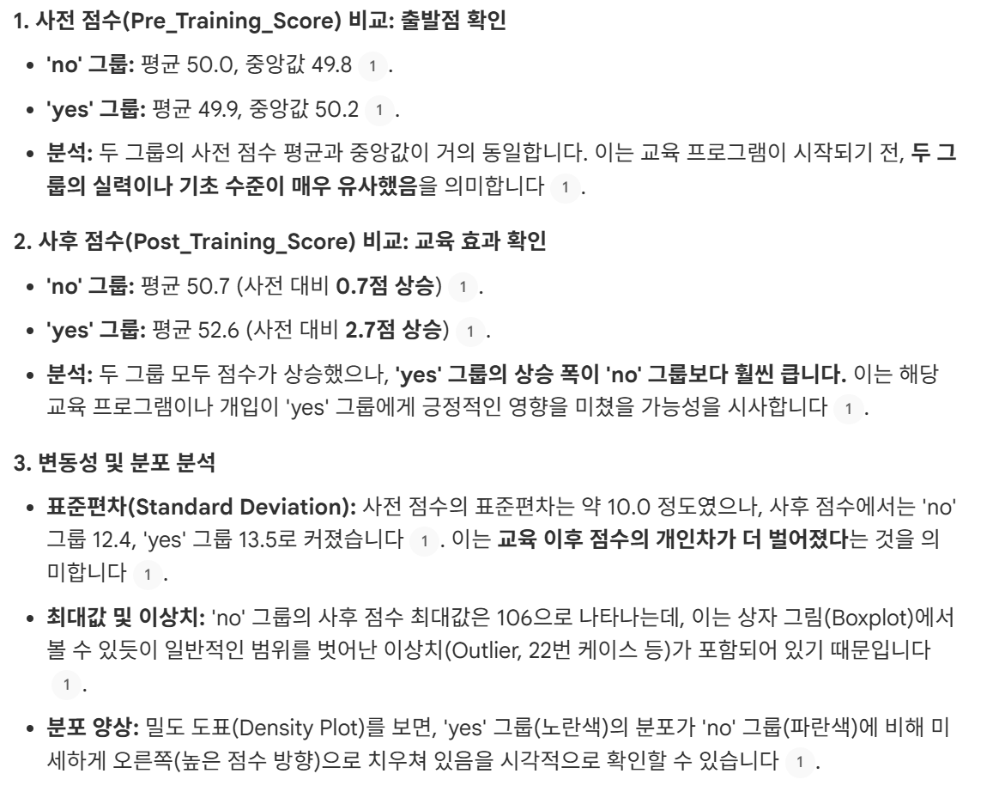 1. 사전 점수(Pre_Training_Score) 비교: 출발점 확인
• 'no' 그룹: 평균 50.0, 중앙값 49.8 1 .
• 'yes' 그룹: 평균 49.9, 중앙값 50.2 1 .
• 분석: 두 그룹의 사전 점수 평균과 중앙값이 거의 동일합니다. 이는 교육 프로그램이 시작되기 전, 두 그
룹의 실력이나 기초 수준이 매우 유사했음을 의미합니다 1 .
2. 사후 점수(Post_Training_Score) 비교: 교육 효과 확인
• 'no' 그룹: 평균 50.7 (사전 대비 0.7점 상승) 1 .
• 'yes' 그룹: 평균 52.6 (사전 대비 2.7점 상승) 1 .
• 분석: 두 그룹 모두 점수가 상승했으나, 'yes' 그룹의 상승 폭이 'no' 그룹보다 훨씬 큽니다. 이는 해당
교육 프로그램이나 개입이 'yes' 그룹에게 긍정적인 영향을 미쳤을 가능성을 시사합니다 1 .
3. 변동성 및 분포 분석
• 표준편차(Standard Deviation): 사전 점수의 표준편차는 약 10.0 정도였으나, 사후 점수에서는 'no'
그룹 12.4, 'yes' 그룹 13.5로 커졌습니다 1 . 이는 교육 이후 점수의 개인차가 더 벌어졌다는 것을 의
미합니다 1 .
• 최대값 및 이상치: 'no' 그룹의 사후 점수 최대값은 106으로 나타나는데, 이는 상자 그림(Boxplot)에서
볼 수 있듯이 일반적인 범위를 벗어난 이상치(Outlier, 22번 케이스 등)가 포함되어 있기 때문입니다
1 .
• 분포 양상: 밀도 도표(Density Plot)를 보면, 'yes' 그룹(노란색)의 분포가 'no' 그룹(파란색)에 비해 미
세하게 오른쪽(높은 점수 방향)으로 치우쳐 있음을 시각적으로 확인할 수 있습니다 1 .